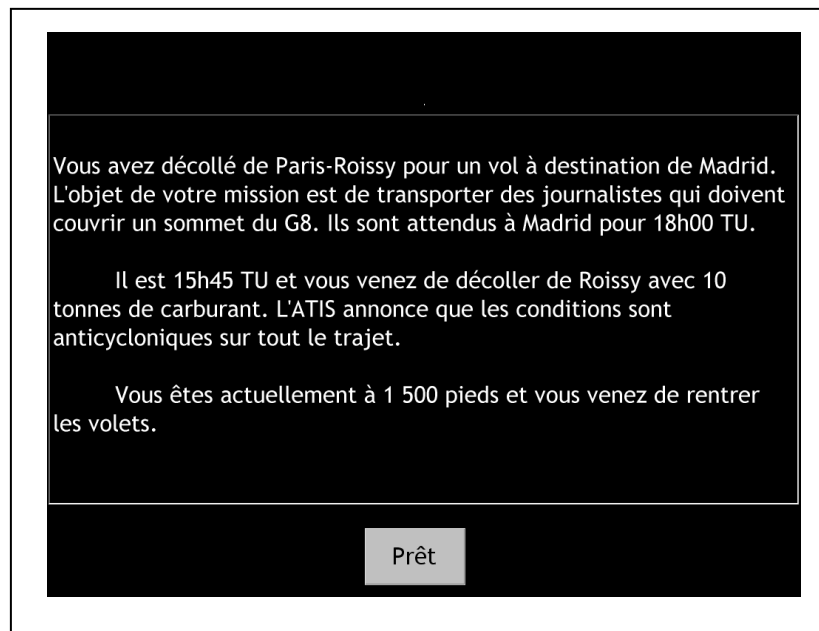 Vous avez décollé de Paris-Roissy pour un vol à destination de Madrid.
L'objet de votre mission est de transporter des journalistes qui doivent
couvrir un sommet du G8. Ils sont attendus à Madrid pour 18h00 TU.
Il est 15h45 TU et vous venez de décoller de Roissy avec 10
tonnes de carburant. L'ATIS annonce que les conditions sont
anticycloniques sur tout le trajet.
Vous êtes actuellement à 1 500 pieds et vous venez de rentrer
les volets.
Prêt